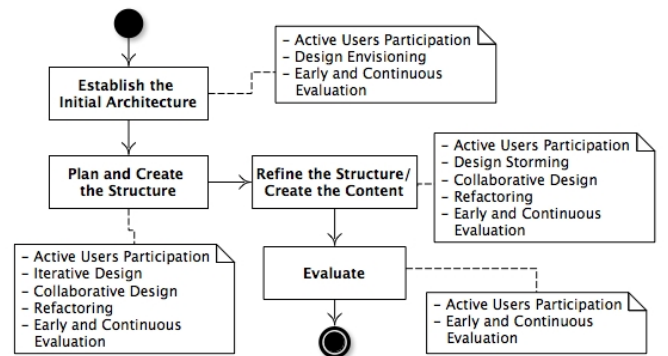 - Active Users Participation
- Design Envisioning
- Early and Continuous
Evaluation
Establish the
Initial Architecture
Plan and Create
the Structure
Refine the Structure/
Create the Content
- Active Users Participation
- Design Storming
- Collaborative Design
- Refactoring
- Early and Continuous
Evaluation
- Active Users Participation
- Iterative Design
- Collaborative Design
- Refactoring
- Early and Continuous
Evaluation
Evaluate
- Active Users Participation
- Early and Continuous
Evaluation